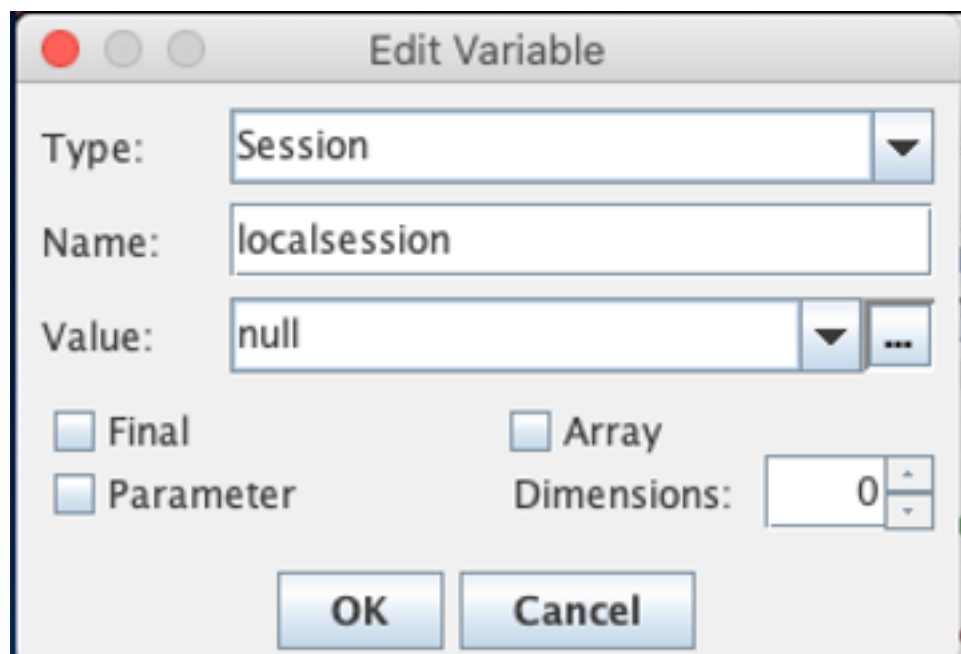 Edit Variable
Type: Session
Name: localsession
Value: null ...
Final Array
Parameter Dimensions: 0
OK Cancel